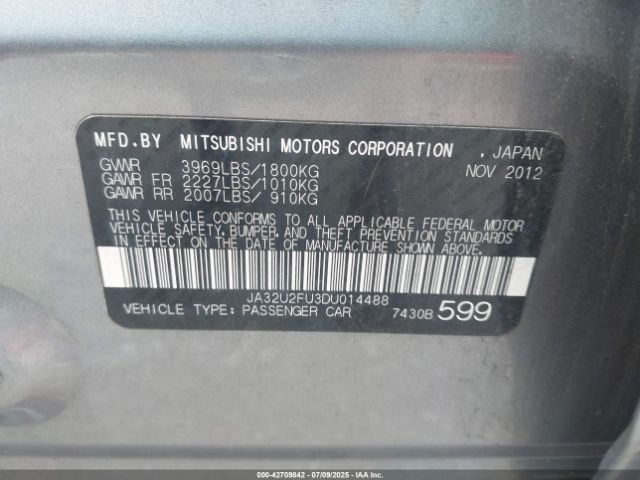 MFD.BY MITSUBISHI MOTORS CORPORATION , JAPAN
GVWR 3969LBS/1800KG NOV 2012
GAWR FR 2227LBS/1010KG
GAWR RR 2007LBS/ 910KG
THIS VEHICLE CONFORMS TO ALL APPLICABLE FEDERAL MOTOR
VEHICLE SAFETY, BUMPER, AND THEFT PREVENTION STANDARDS
IN EFFECT ON THE DATE OF MANUFACTURE SHOWN ABOVE.
JA32U2FU3DU014488
VEHICLE TYPE: PASSENGER CAR 7430B 599
000-42709842 | 07/09/2025 | IAAI.COM